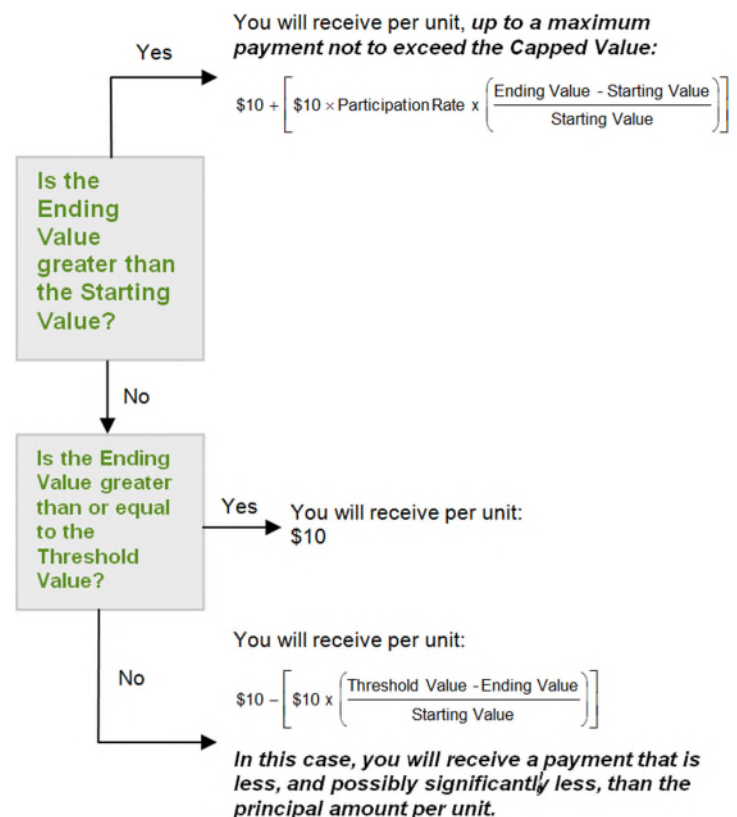 You will receive per unit, up to a maximum
payment not to exceed the Capped Value:
Yes
$10 + [ $10 × Participation Rate x ( Ending Value - Starting Value
Starting Value ) ]
Is the
Ending
Value
greater than
the Starting
Value?
No
Is the Ending
Value greater
than or equal
to the
Threshold
Value?
Yes
You will receive per unit:
$10
No
You will receive per unit:
$10 – [ $10 x ( Threshold Value - Ending Value
Starting Value ) ]
In this case, you will receive a payment that is
less, and possibly significantly less, than the
principal amount per unit.